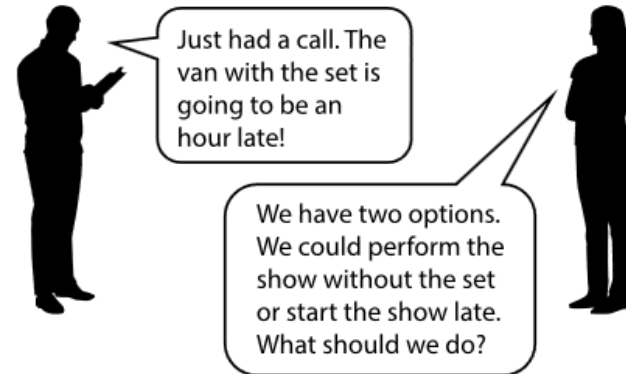 Just had a call. The
van with the set is
going to be an
hour late!
We have two options.
We could perform the
show without the set
or start the show late.
What should we do?